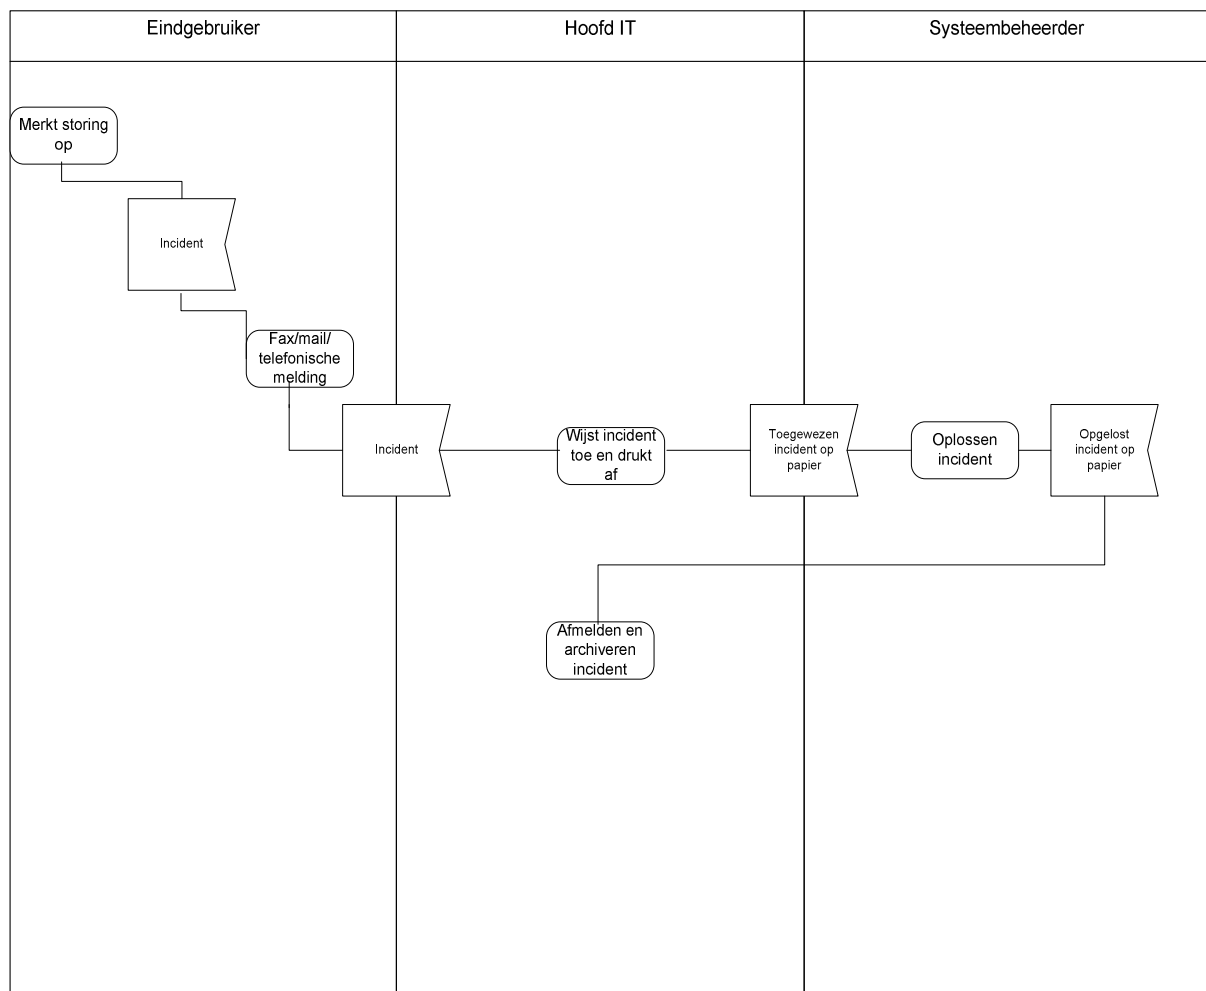 Eindgebruiker
Hoofd IT
Systeembeheerder
Merkt storing
op
Incident
Fax/mail/
telefonische
melding
Incident
Wijst incident
toe en drukt
af
Toegewezen
incident op
papier
Oplossen
incident
Opgelost
incident op
papier
Afmelden en
archiveren
incident